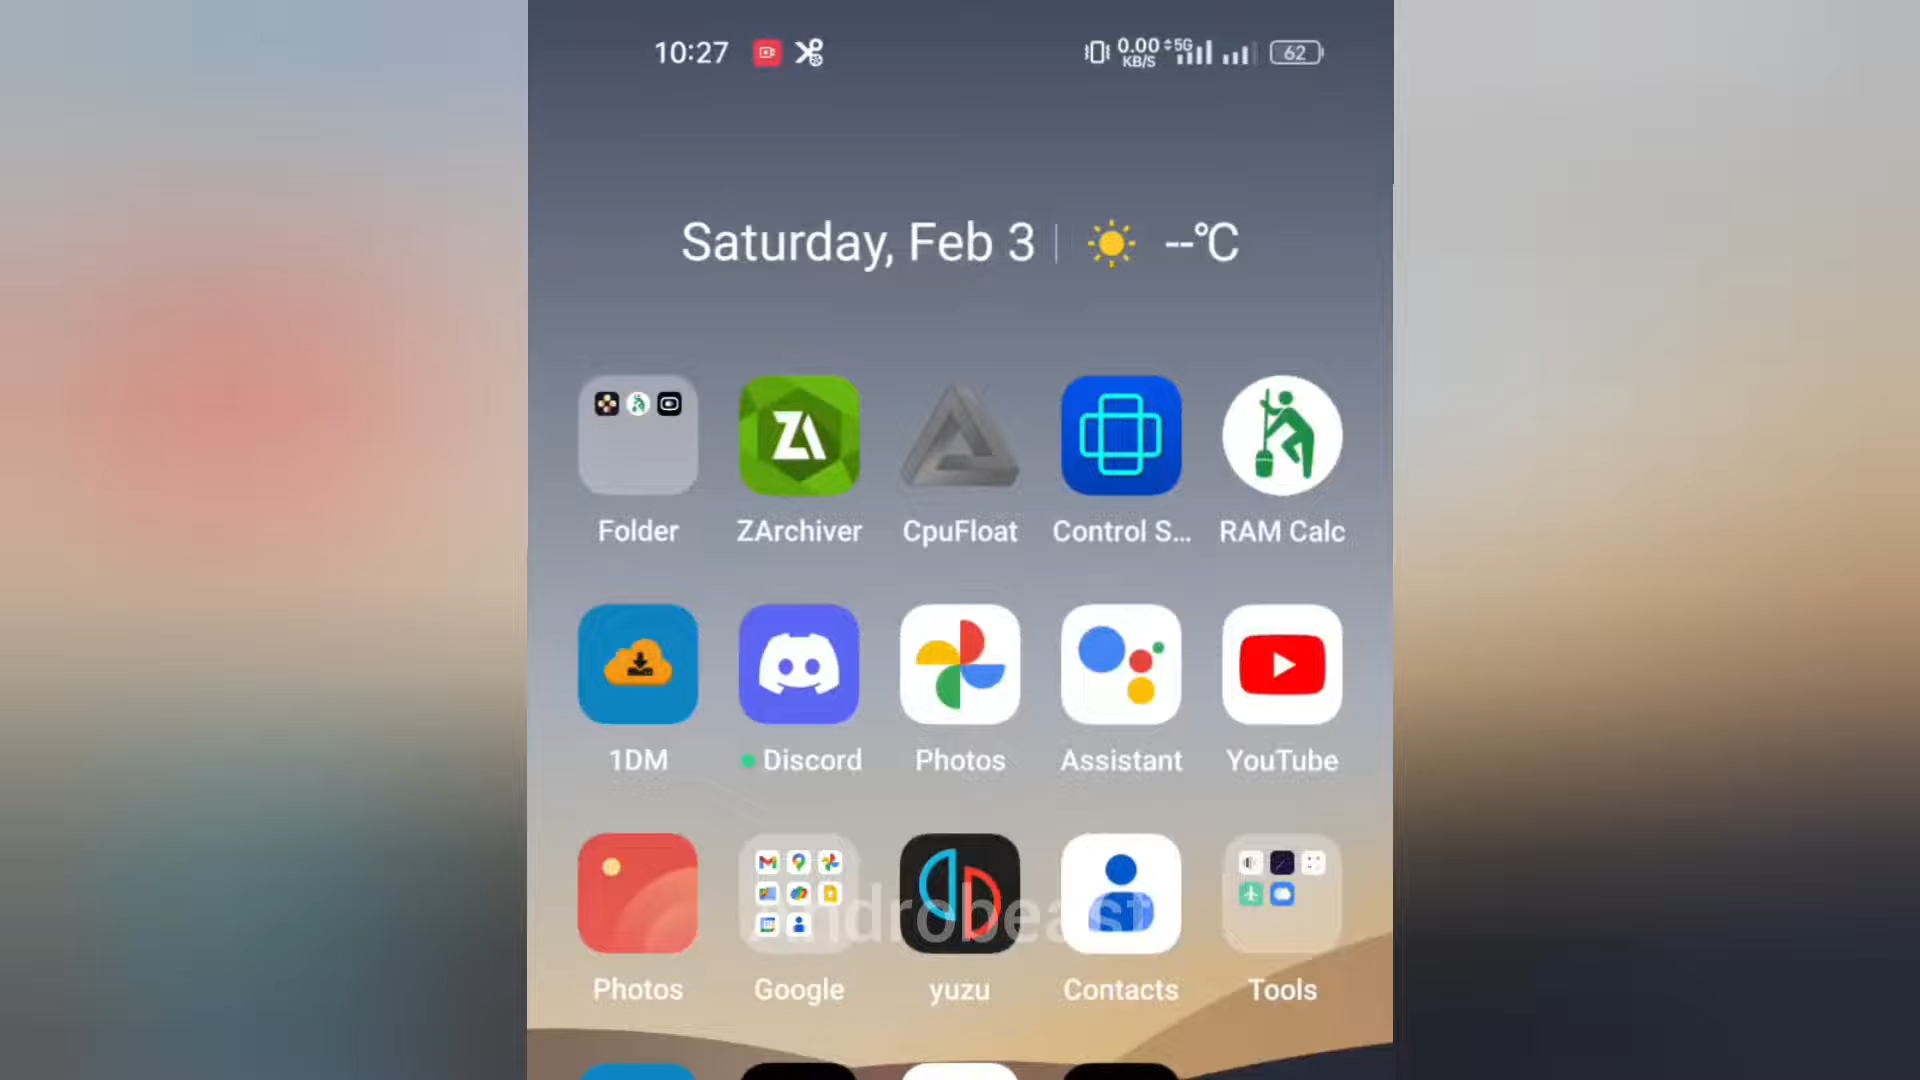 10:27 0.00 KB/S 5G 62
Saturday, Feb 3 --°C
Folder ZArchiver CpuFloat Control S... RAM Calc
1DM Discord Photos Assistant YouTube
Androbeast
Photos Google yuzu Contacts Tools